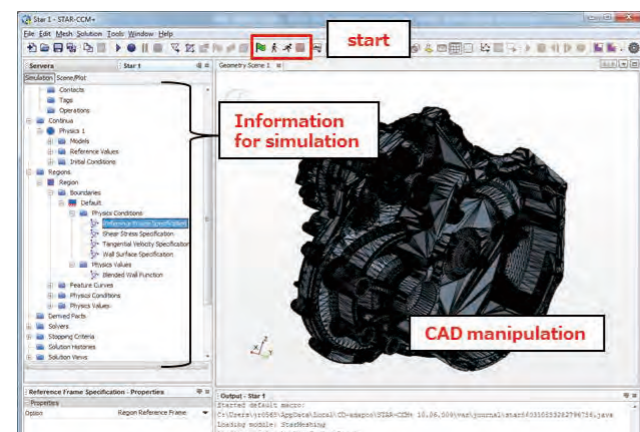 Star 1 - STAR-CCM+
File Edit Mesh Solution Tools Window Help
start
Servers Star 1
Geometry Scene 1
Simulation Scene/Plot
Contacts
Tags
Operations
Continua
Physics 1
Models
Reference Values
Initial Conditions
Regions
Region
Boundaries
Default
Physics Conditions
Reference Frame Specification
Shear Stress Specification
Tangential Velocity Specification
Wall Surface Specification
Physics Values
Blended Wall Function
Feature Curves
Physics Conditions
Physics Values
Derived Parts
Solvers
Stopping Criteria
Solution Histories
Solution Views
Information
for simulation
CAD manipulation
Reference Frame Specification - Properties
Properties
Option Region Reference Frame
Output - Star 1
Started default macro:
Loading module: StarMeshing